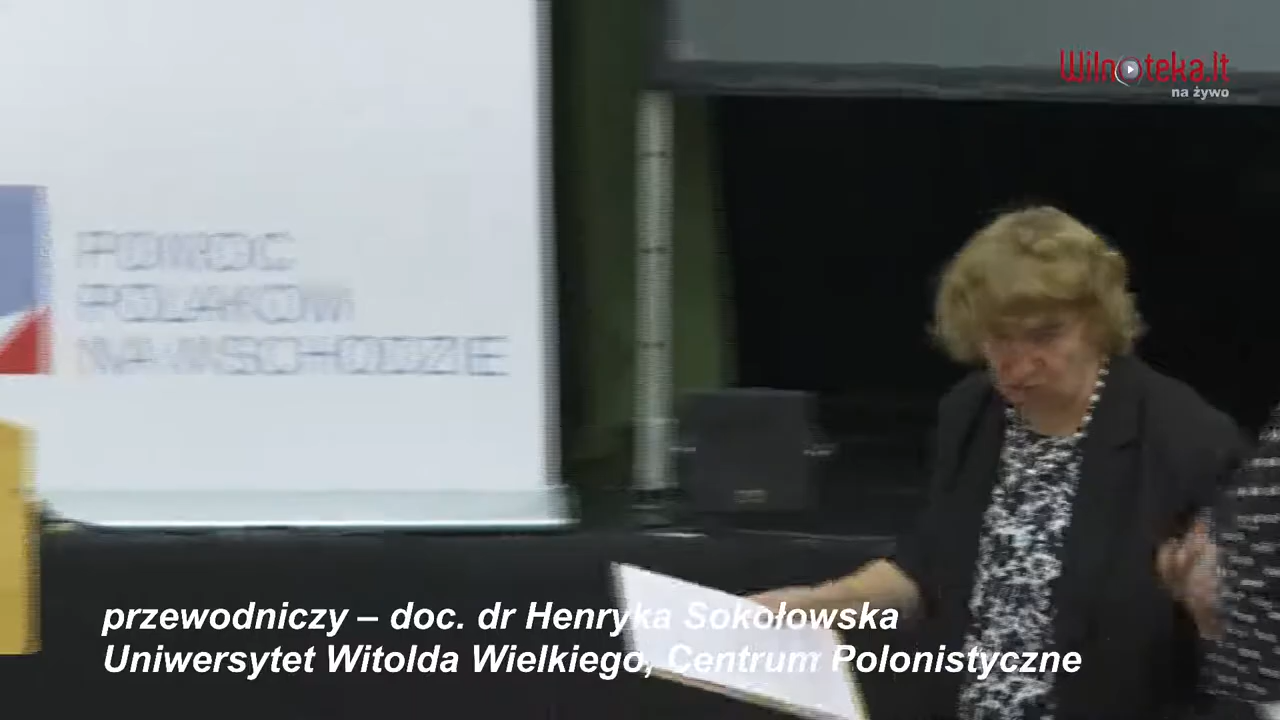 Wilnoteka.lt
na żywo
POMOC
POLAKOM
NA WSCHODZIE
przewodniczy – doc. dr Henryka Sokołowska
Uniwersytet Witolda Wielkiego, Centrum Polonistyczne